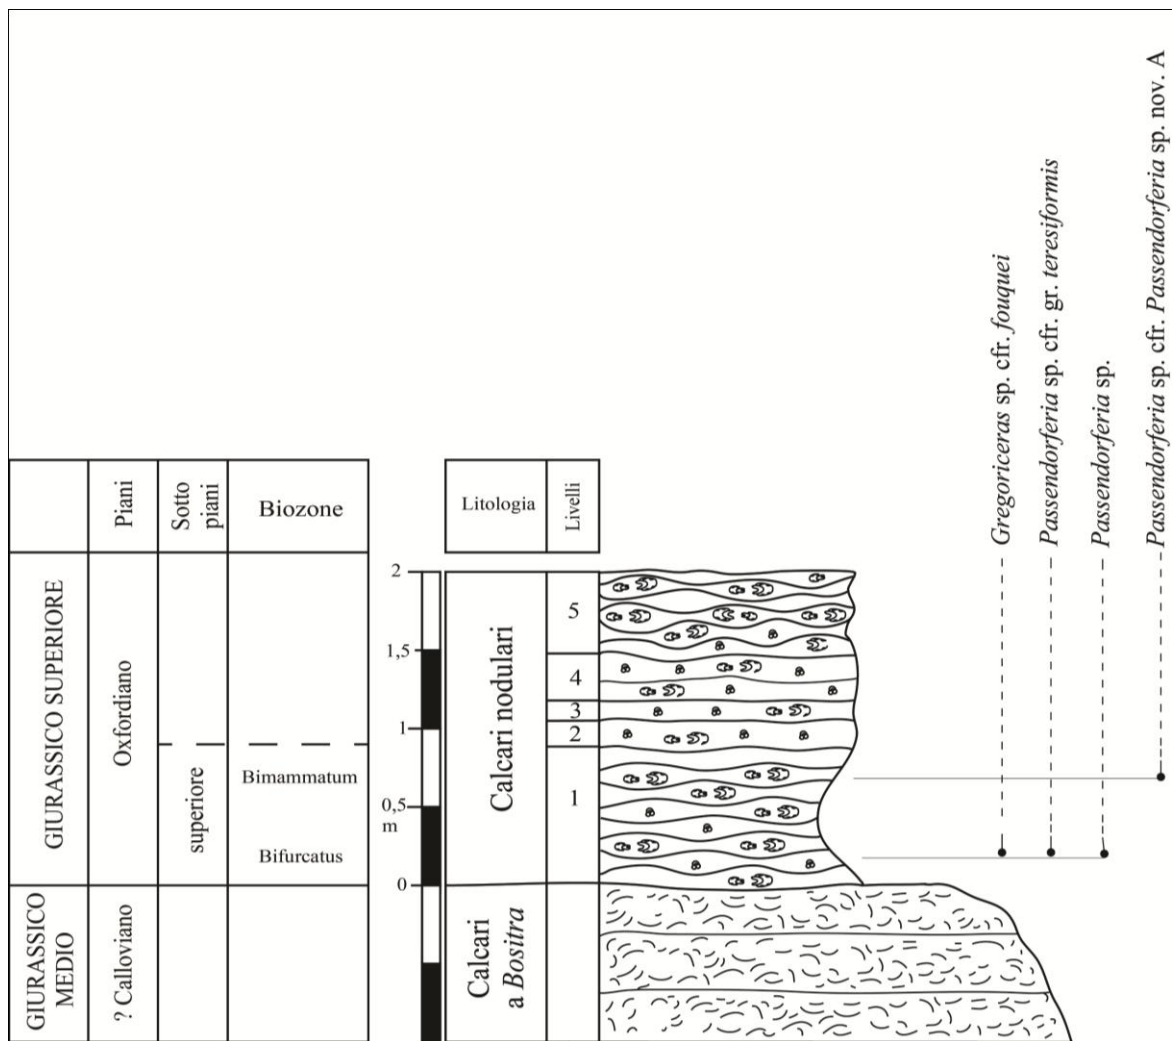 Piani
Sotto
piani
Biozone
Litologia
Livelli
Gregoriceras sp. cfr. fouquei
Passendorferia sp. cfr. gr. teresiformis
Passendorferia sp.
Passendorferia sp. cfr. Passendorferia sp. nov. A
GIURASSICO SUPERIORE
Oxfordiano
superiore
Bimammatum
Bifurcatus
2
1,5
1
0,5
m
0
Calcari nodulari
5
4
3
2
1
GIURASSICO
MEDIO
? Calloviano
Calcari
a Bositra